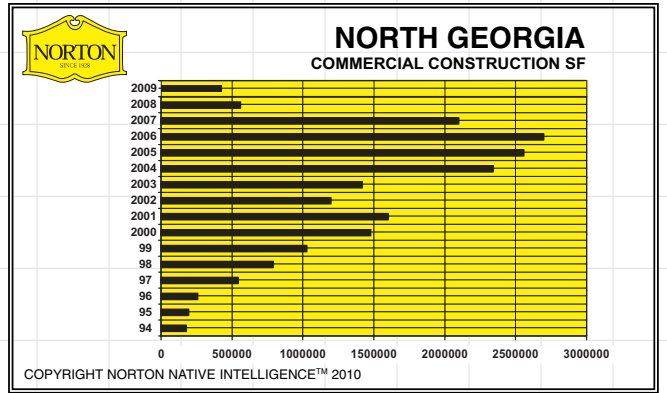 NORTON
SINCE 1928
NORTH GEORGIA
COMMERCIAL CONSTRUCTION SF
2009
2008
2007
2006
2005
2004
2003
2002
2001
2000
99
98
97
96
95
94
0 500000 1000000 1500000 2000000 2500000 3000000
COPYRIGHT NORTON NATIVE INTELLIGENCE™ 2010